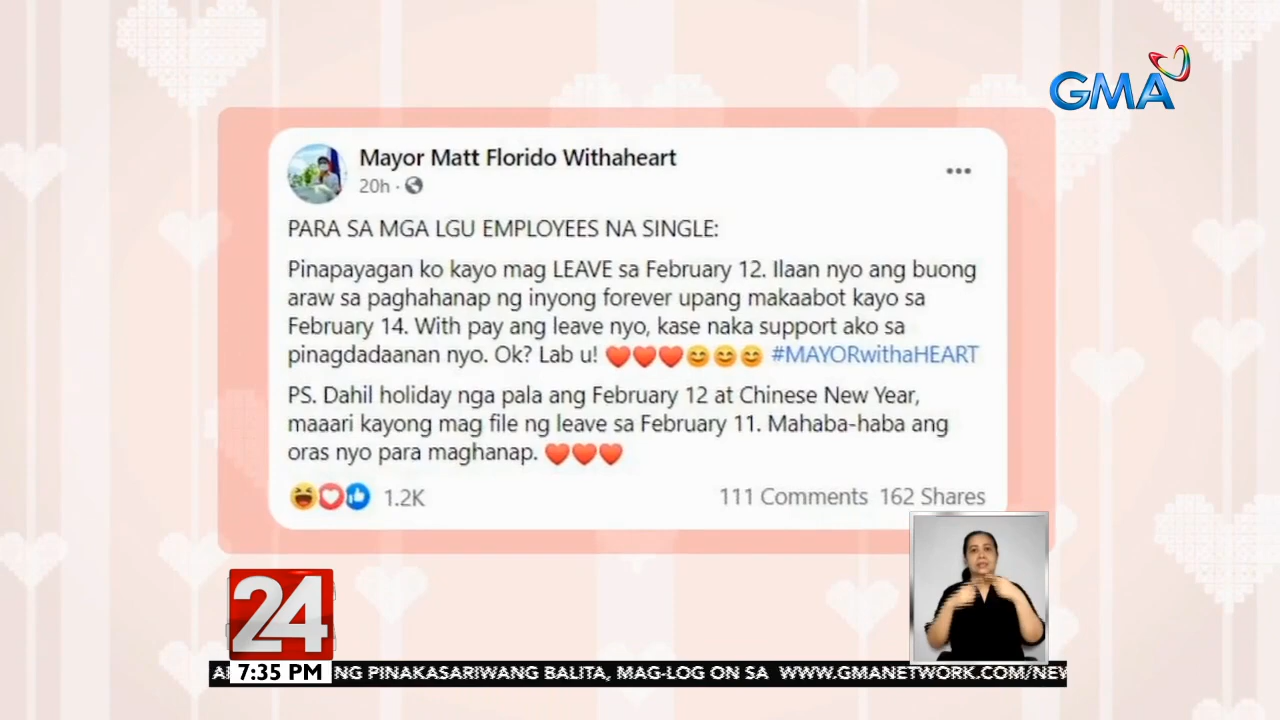 GMA
Mayor Matt Florido Withaheart
20h ·
PARA SA MGA LGU EMPLOYEES NA SINGLE:
Pinapayagan ko kayo mag LEAVE sa February 12. Ilaan nyo ang buong
araw sa paghahanap ng inyong forever upang makaabot kayo sa
February 14. With pay ang leave nyo, kase naka support ako sa
pinagdadaanan nyo. Ok? Lab u! ❤❤❤😊😊😊 #MAYORwithaHEART
PS. Dahil holiday nga pala ang February 12 at Chinese New Year,
maaari kayong mag file ng leave sa February 11. Mahaba-haba ang
oras nyo para maghanap. ❤❤❤
1.2K 111 Comments 162 Shares
24
7:35 PM NG PINAKASARIWANG BALITA, MAG-LOG ON SA WWW.GMANETWORK.COM/NEW